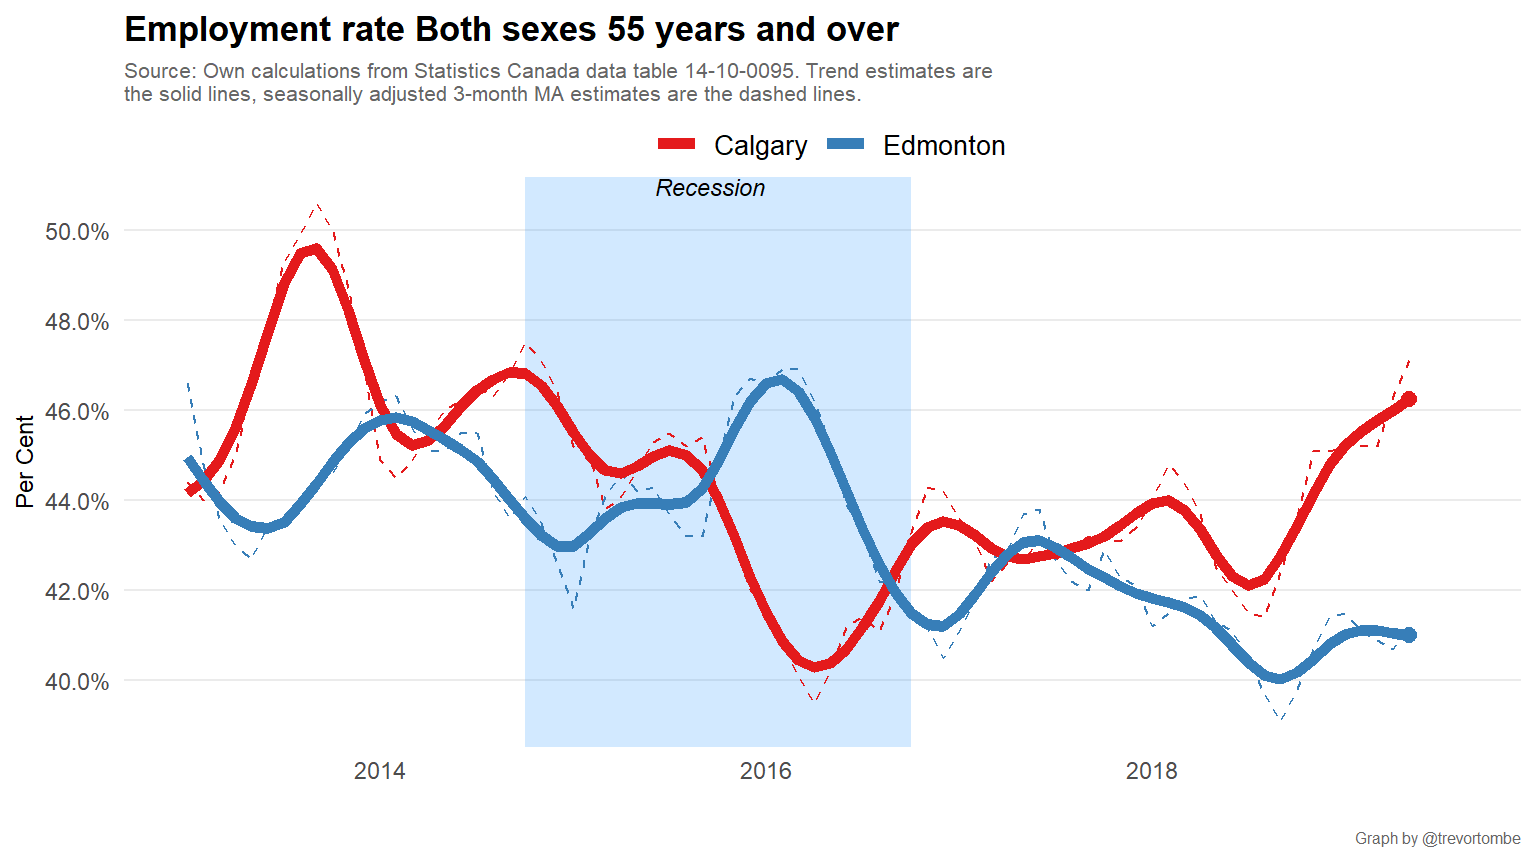 Employment rate Both sexes 55 years and over
Source: Own calculations from Statistics Canada data table 14-10-0095. Trend estimates are
the solid lines, seasonally adjusted 3-month MA estimates are the dashed lines.
Calgary Edmonton
Recession
50.0%
48.0%
46.0%
44.0%
42.0%
40.0%
Per Cent
2014 2016 2018
Graph by @trevortombe